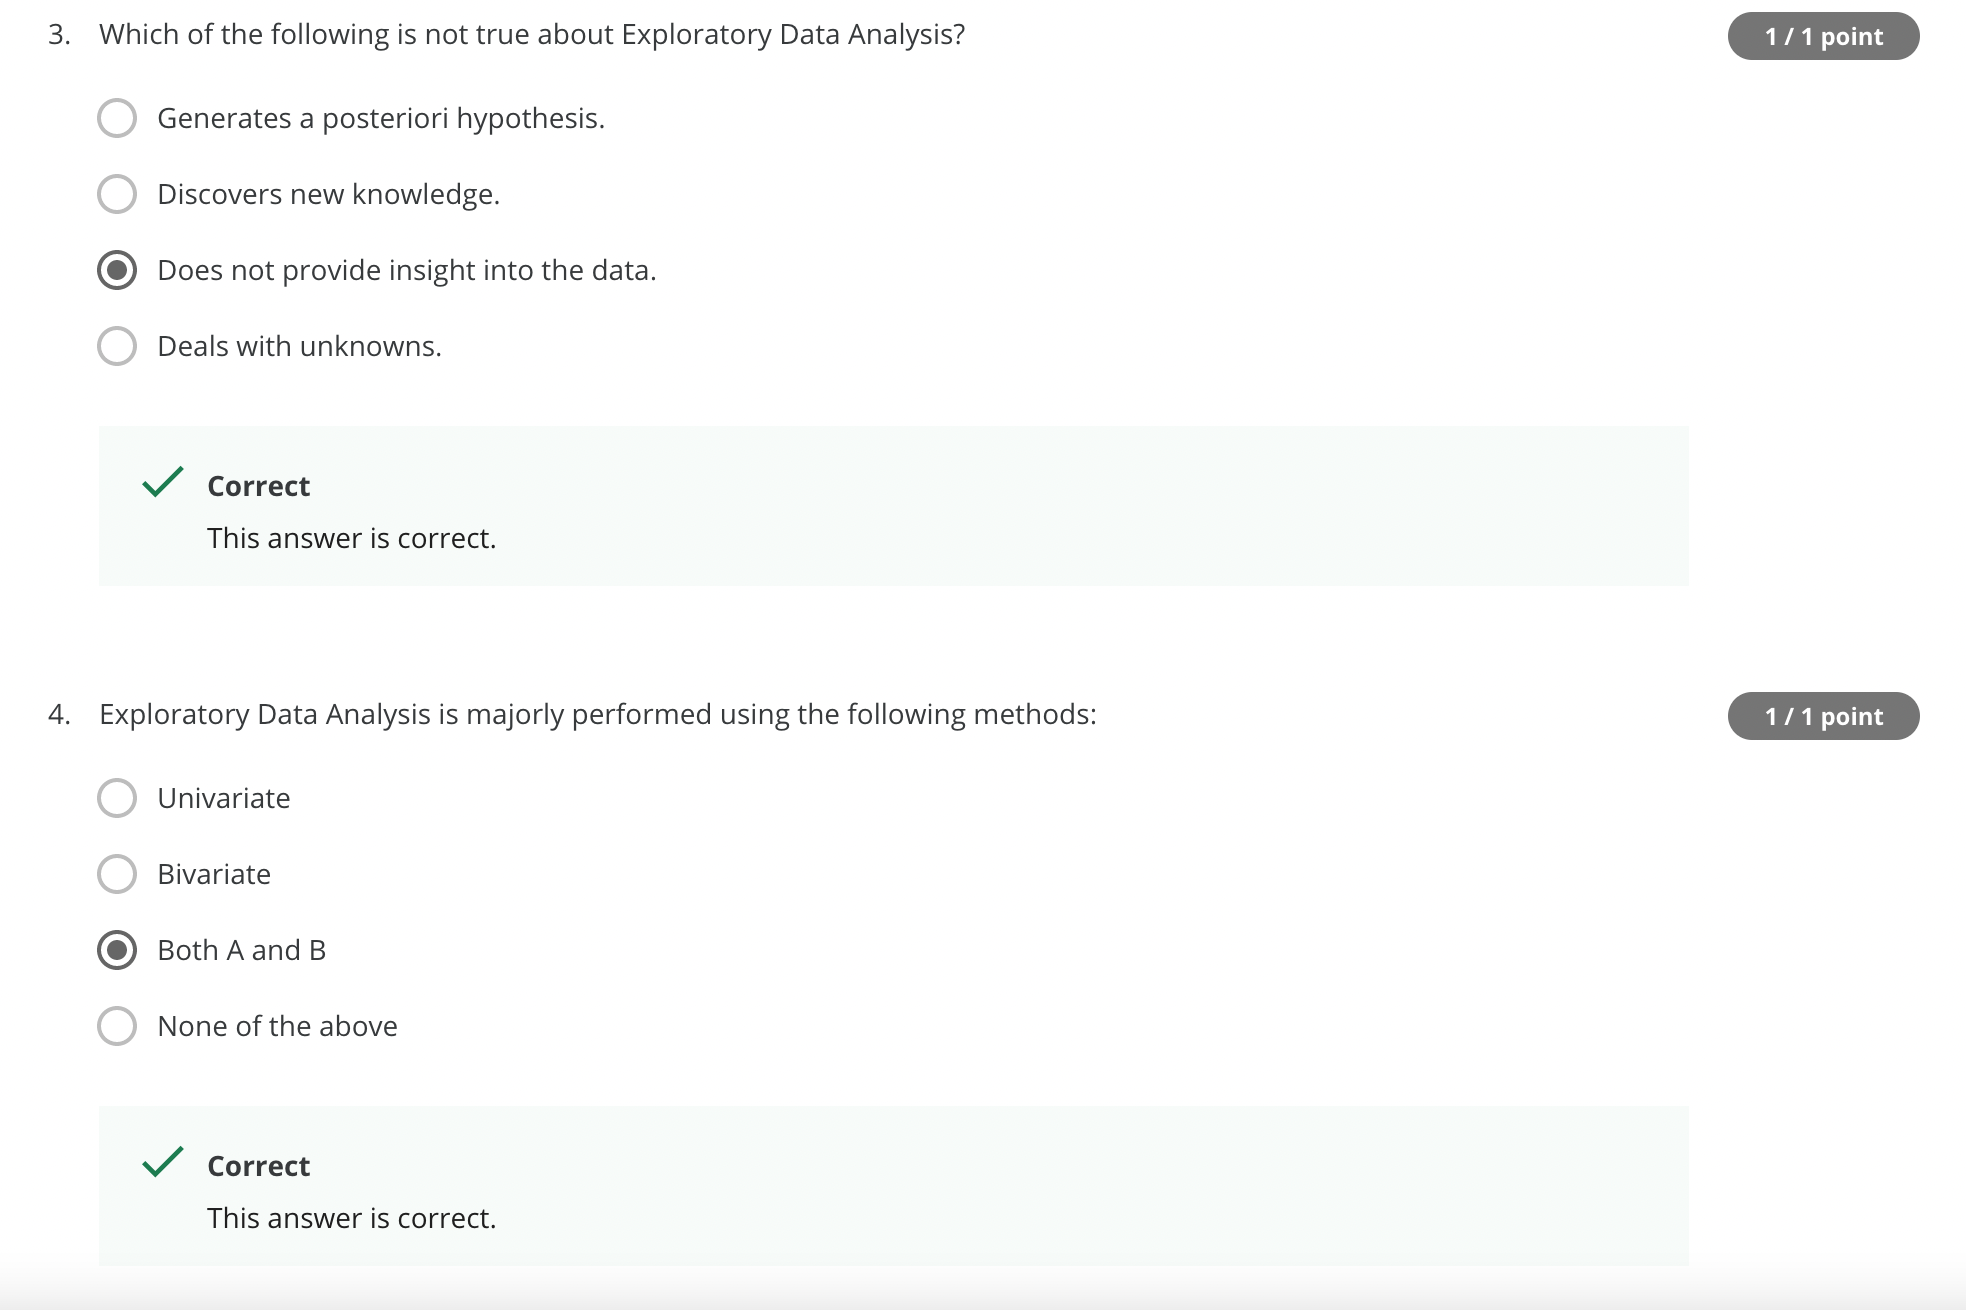 3. Which of the following is not true about Exploratory Data Analysis?
1 / 1 point
Generates a posteriori hypothesis.
Discovers new knowledge.
Does not provide insight into the data.
Deals with unknowns.
Correct
This answer is correct.
4. Exploratory Data Analysis is majorly performed using the following methods:
1 / 1 point
Univariate
Bivariate
Both A and B
None of the above
Correct
This answer is correct.